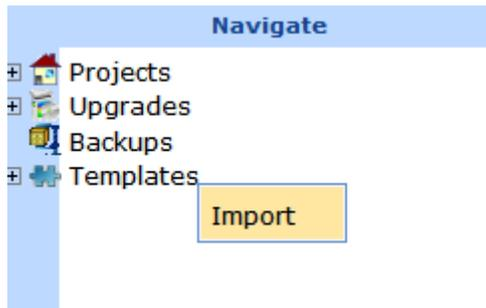 Navigate
Projects
Upgrades
Backups
Templates
Import